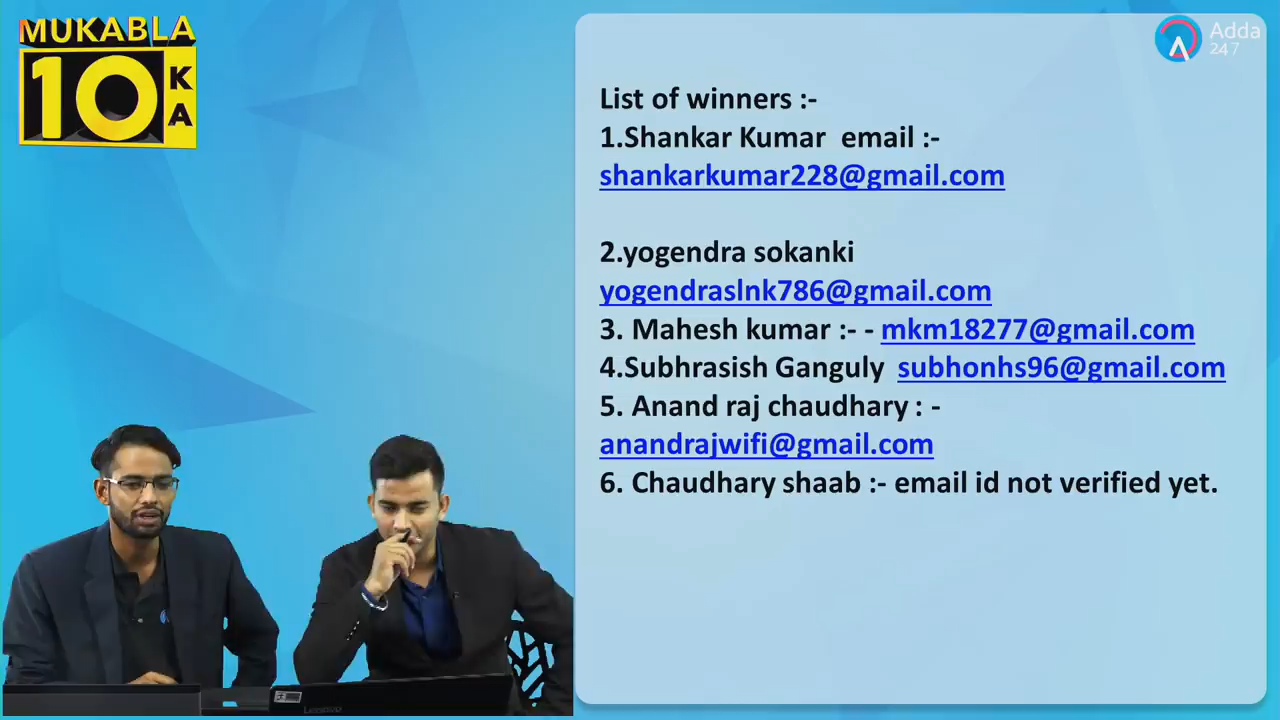 MUKABLA
10 KA
Adda
247
List of winners :-
1.Shankar Kumar  email :-
shankarkumar228@gmail.com
2.yogendra sokanki
yogendraslnk786@gmail.com
3. Mahesh kumar :- - mkm18277@gmail.com
4.Subhrasish Ganguly  subhonhs96@gmail.com
5. Anand raj chaudhary : -
anandrajwifi@gmail.com
6. Chaudhary shaab :- email id not verified yet.
Lenovo